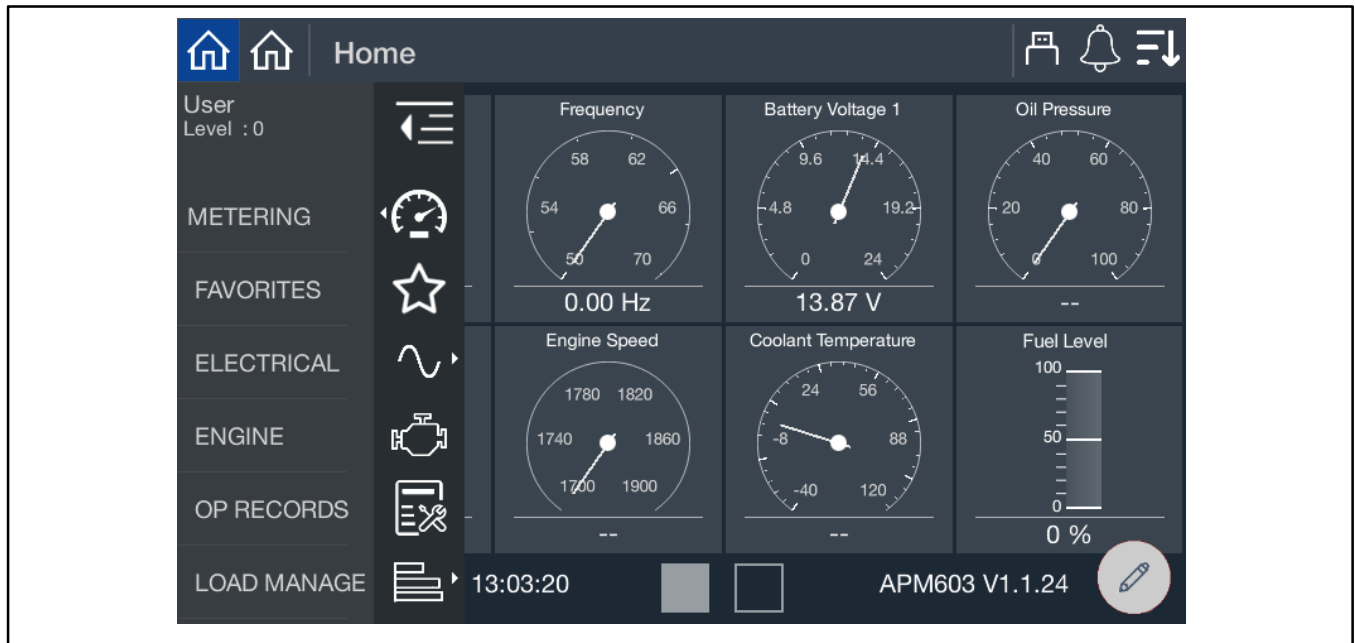 Home
User
Level : 0
METERING
FAVORITES
ELECTRICAL
ENGINE
OP RECORDS
LOAD MANAGE
Frequency
58 62
54 66
50 70
0.00 Hz
Battery Voltage 1
9.6 14.4
4.8 19.2
0 24
13.87 V
Oil Pressure
40 60
20 80
0 100
--
Engine Speed
1780 1820
1740 1860
1700 1900
--
Coolant Temperature
24 56
-8 88
-40 120
--
Fuel Level
100
50
0
0 %
13:03:20
APM603 V1.1.24